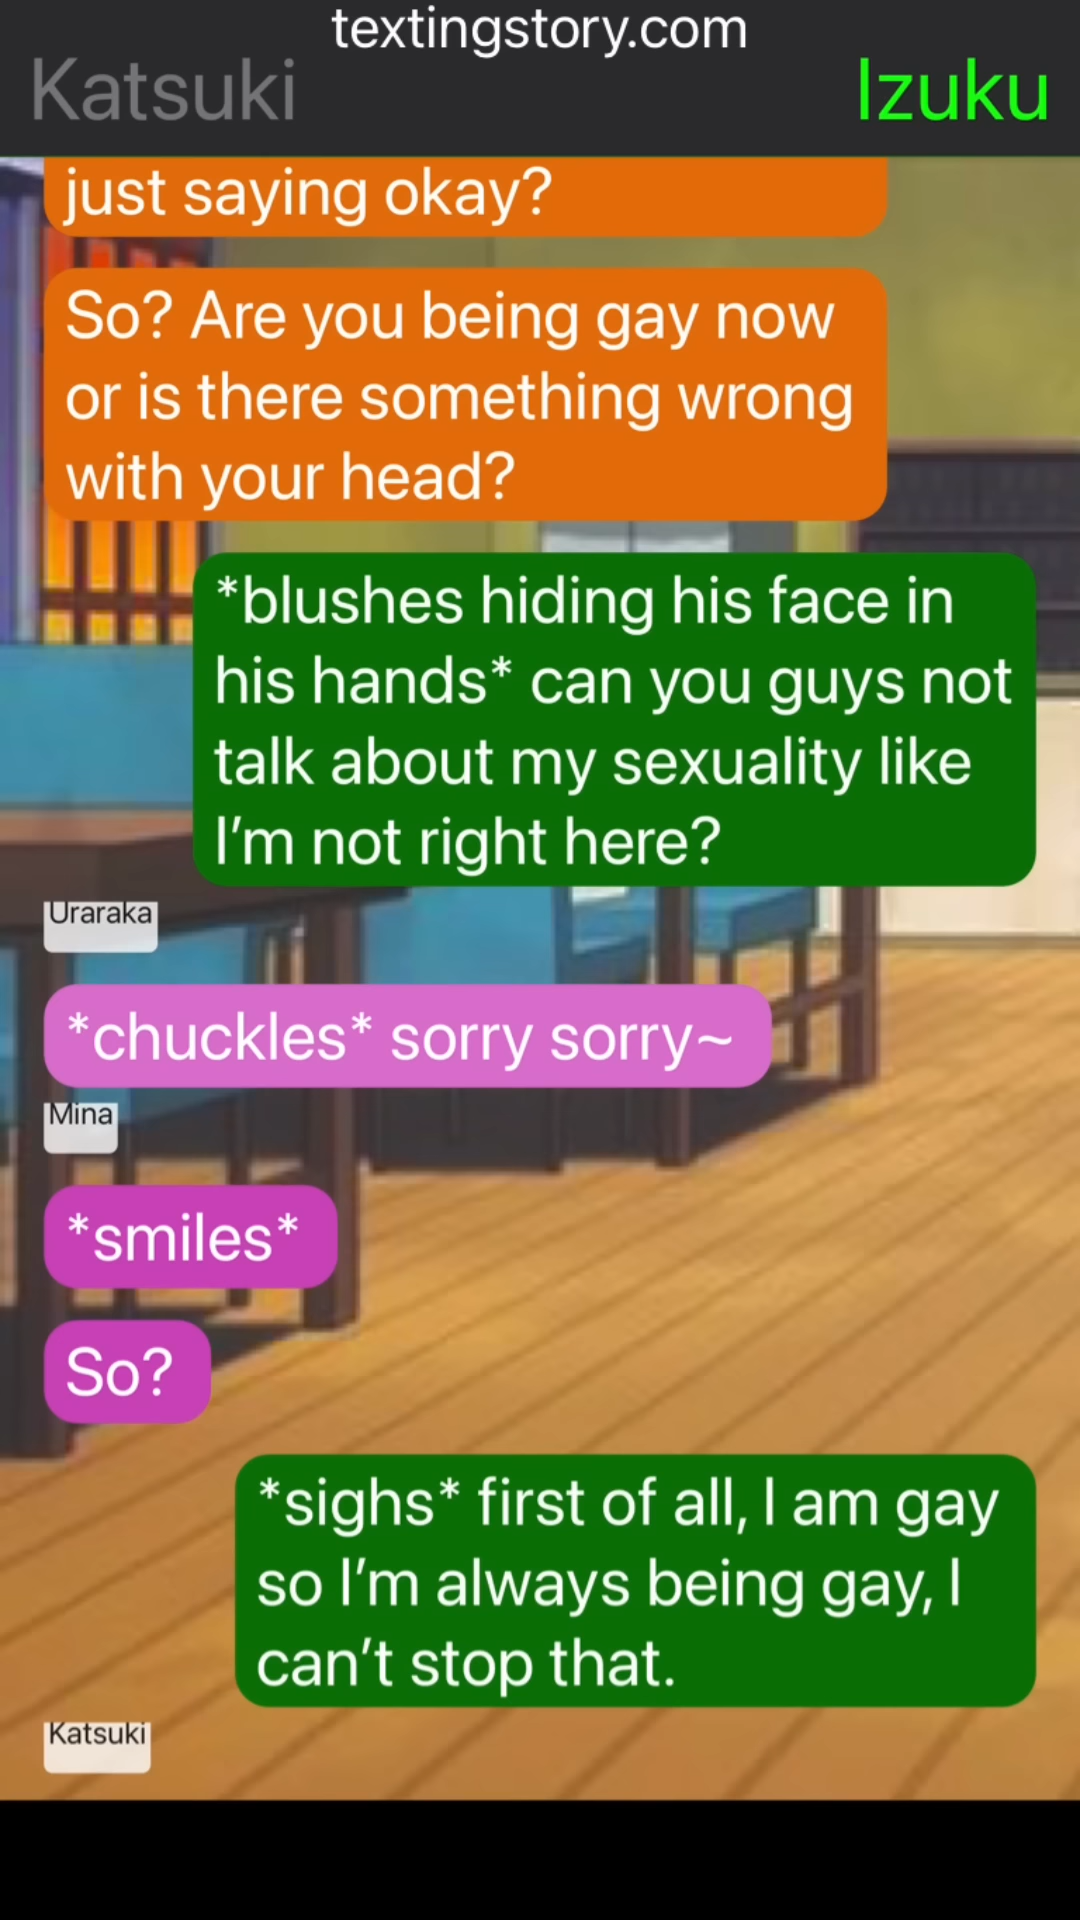 textingstory.com
Katsuki
Izuku
just saying okay?
So? Are you being gay now
or is there something wrong
with your head?
*blushes hiding his face in
his hands* can you guys not
talk about my sexuality like
I’m not right here?
Uraraka
*chuckles* sorry sorry~
Mina
*smiles*
So?
*sighs* first of all, I am gay
so I’m always being gay, I
can’t stop that.
Katsuki